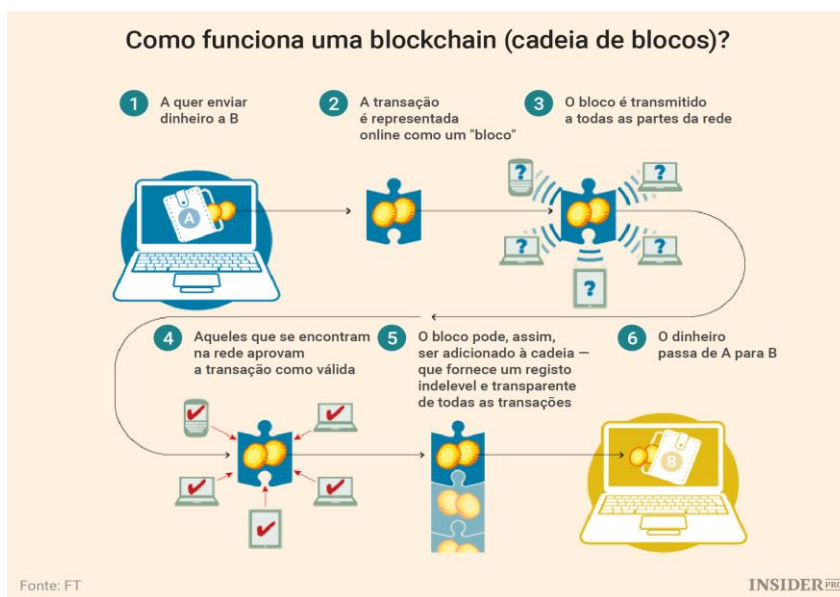 Como funciona uma blockchain (cadeia de blocos)?
1
A quer enviar
dinheiro a B
2
A transação
é representada
online como um "bloco"
3
O bloco é transmitido
a todas as partes da rede
A
?
?
?
?
?
4
Aqueles que se encontram
na rede aprovam
a transação como válida
5
O bloco pode, assim,
ser adicionado à cadeia —
que fornece um registo
indelevel e transparente
de todas as transações
6
O dinheiro
passa de A para B
B
Fonte: FT
INSIDER PRO